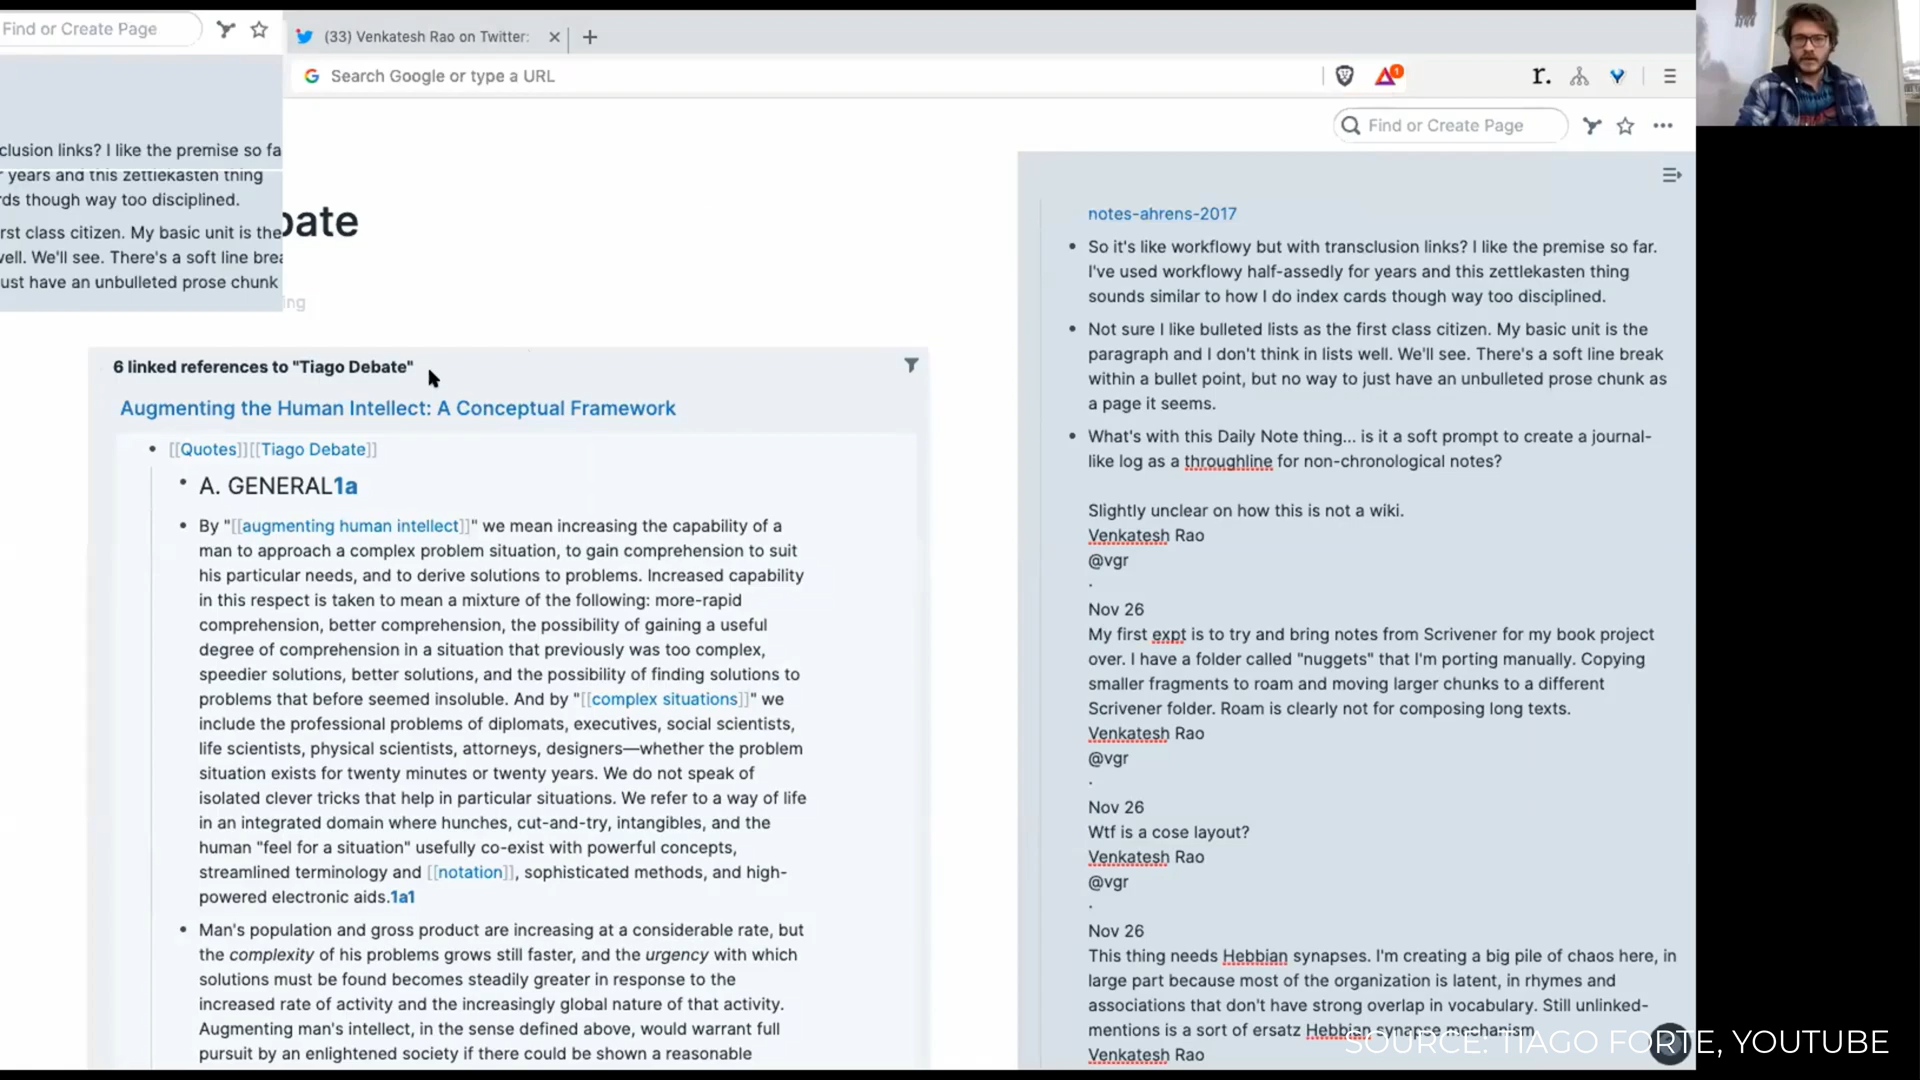 Find or Create Page
(33) Venkatesh Rao on Twitter:
Search Google or type a URL
1
r.
Find or Create Page
clusion links? I like the premise so fa
r years and this zettlekasten thing
rds though way too disciplined.
rst class citizen. My basic unit is the
vell. We'll see. There's a soft line brea
ust have an unbulleted prose chunk
bate
ing
6 linked references to "Tiago Debate"
Augmenting the Human Intellect: A Conceptual Framework
[[Quotes]][[Tiago Debate]]
A. GENERAL1a
By "[[augmenting human intellect]]" we mean increasing the capability of a
man to approach a complex problem situation, to gain comprehension to suit
his particular needs, and to derive solutions to problems. Increased capability
in this respect is taken to mean a mixture of the following: more-rapid
comprehension, better comprehension, the possibility of gaining a useful
degree of comprehension in a situation that previously was too complex,
speedier solutions, better solutions, and the possibility of finding solutions to
problems that before seemed insoluble. And by "[[complex situations]]" we
include the professional problems of diplomats, executives, social scientists,
life scientists, physical scientists, attorneys, designers—whether the problem
situation exists for twenty minutes or twenty years. We do not speak of
isolated clever tricks that help in particular situations. We refer to a way of life
in an integrated domain where hunches, cut-and-try, intangibles, and the
human "feel for a situation" usefully co-exist with powerful concepts,
streamlined terminology and [[notation]], sophisticated methods, and high-
powered electronic aids.1a1
Man's population and gross product are increasing at a considerable rate, but
the complexity of his problems grows still faster, and the urgency with which
solutions must be found becomes steadily greater in response to the
increased rate of activity and the increasingly global nature of that activity.
Augmenting man's intellect, in the sense defined above, would warrant full
pursuit by an enlightened society if there could be shown a reasonable
notes-ahrens-2017
So it's like workflowy but with transclusion links? I like the premise so far.
I've used workflowy half-assedly for years and this zettlekasten thing
sounds similar to how I do index cards though way too disciplined.
Not sure I like bulleted lists as the first class citizen. My basic unit is the
paragraph and I don't think in lists well. We'll see. There's a soft line break
within a bullet point, but no way to just have an unbulleted prose chunk as
a page it seems.
What's with this Daily Note thing... is it a soft prompt to create a journal-
like log as a throughline for non-chronological notes?
Slightly unclear on how this is not a wiki.
Venkatesh Rao
@vgr
·
Nov 26
My first expt is to try and bring notes from Scrivener for my book project
over. I have a folder called "nuggets" that I'm porting manually. Copying
smaller fragments to roam and moving larger chunks to a different
Scrivener folder. Roam is clearly not for composing long texts.
Venkatesh Rao
@vgr
·
Nov 26
Wtf is a cose layout?
Venkatesh Rao
@vgr
·
Nov 26
This thing needs Hebbian synapses. I'm creating a big pile of chaos here, in
large part because most of the organization is latent, in rhymes and
associations that don't have strong overlap in vocabulary. Still unlinked-
mentions is a sort of ersatz Hebbian synapse mechanism
Venkatesh Rao
SOURCE: TIAGO FORTE, YOUTUBE